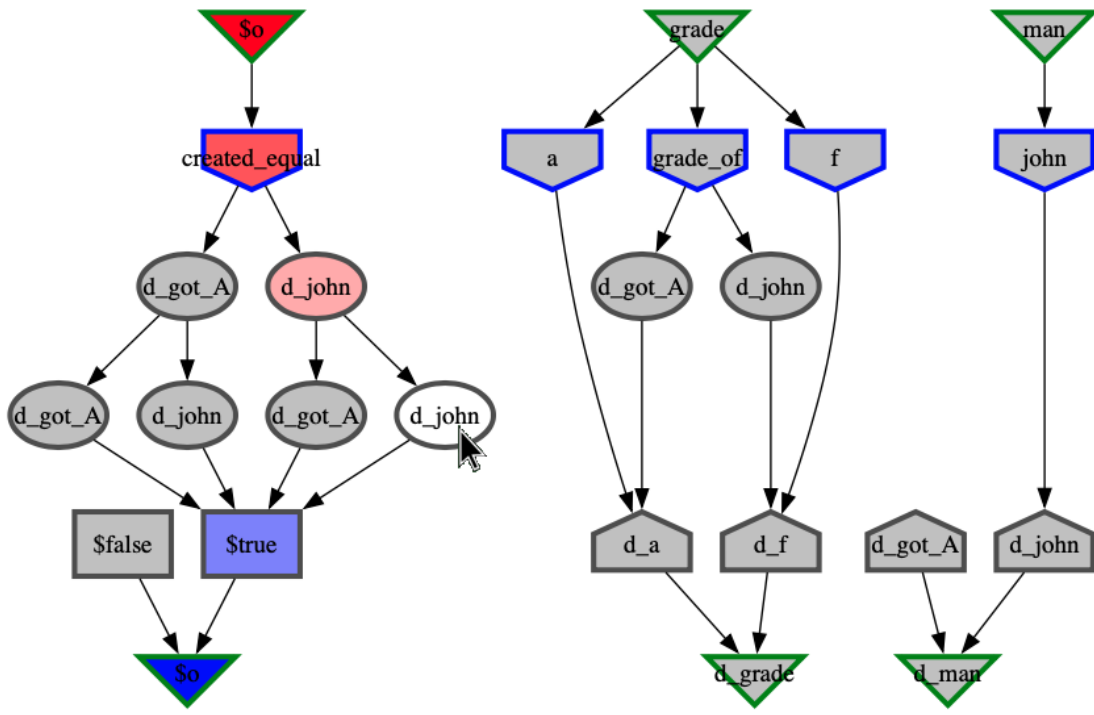 $o
grade
man
created_equal
a
grade_of
f
john
d_got_A
d_john
d_got_A
d_john
d_got_A
d_john
d_got_A
d_john
$false
$true
d_a
d_f
d_got_A
d_john
$o
d_grade
d_man